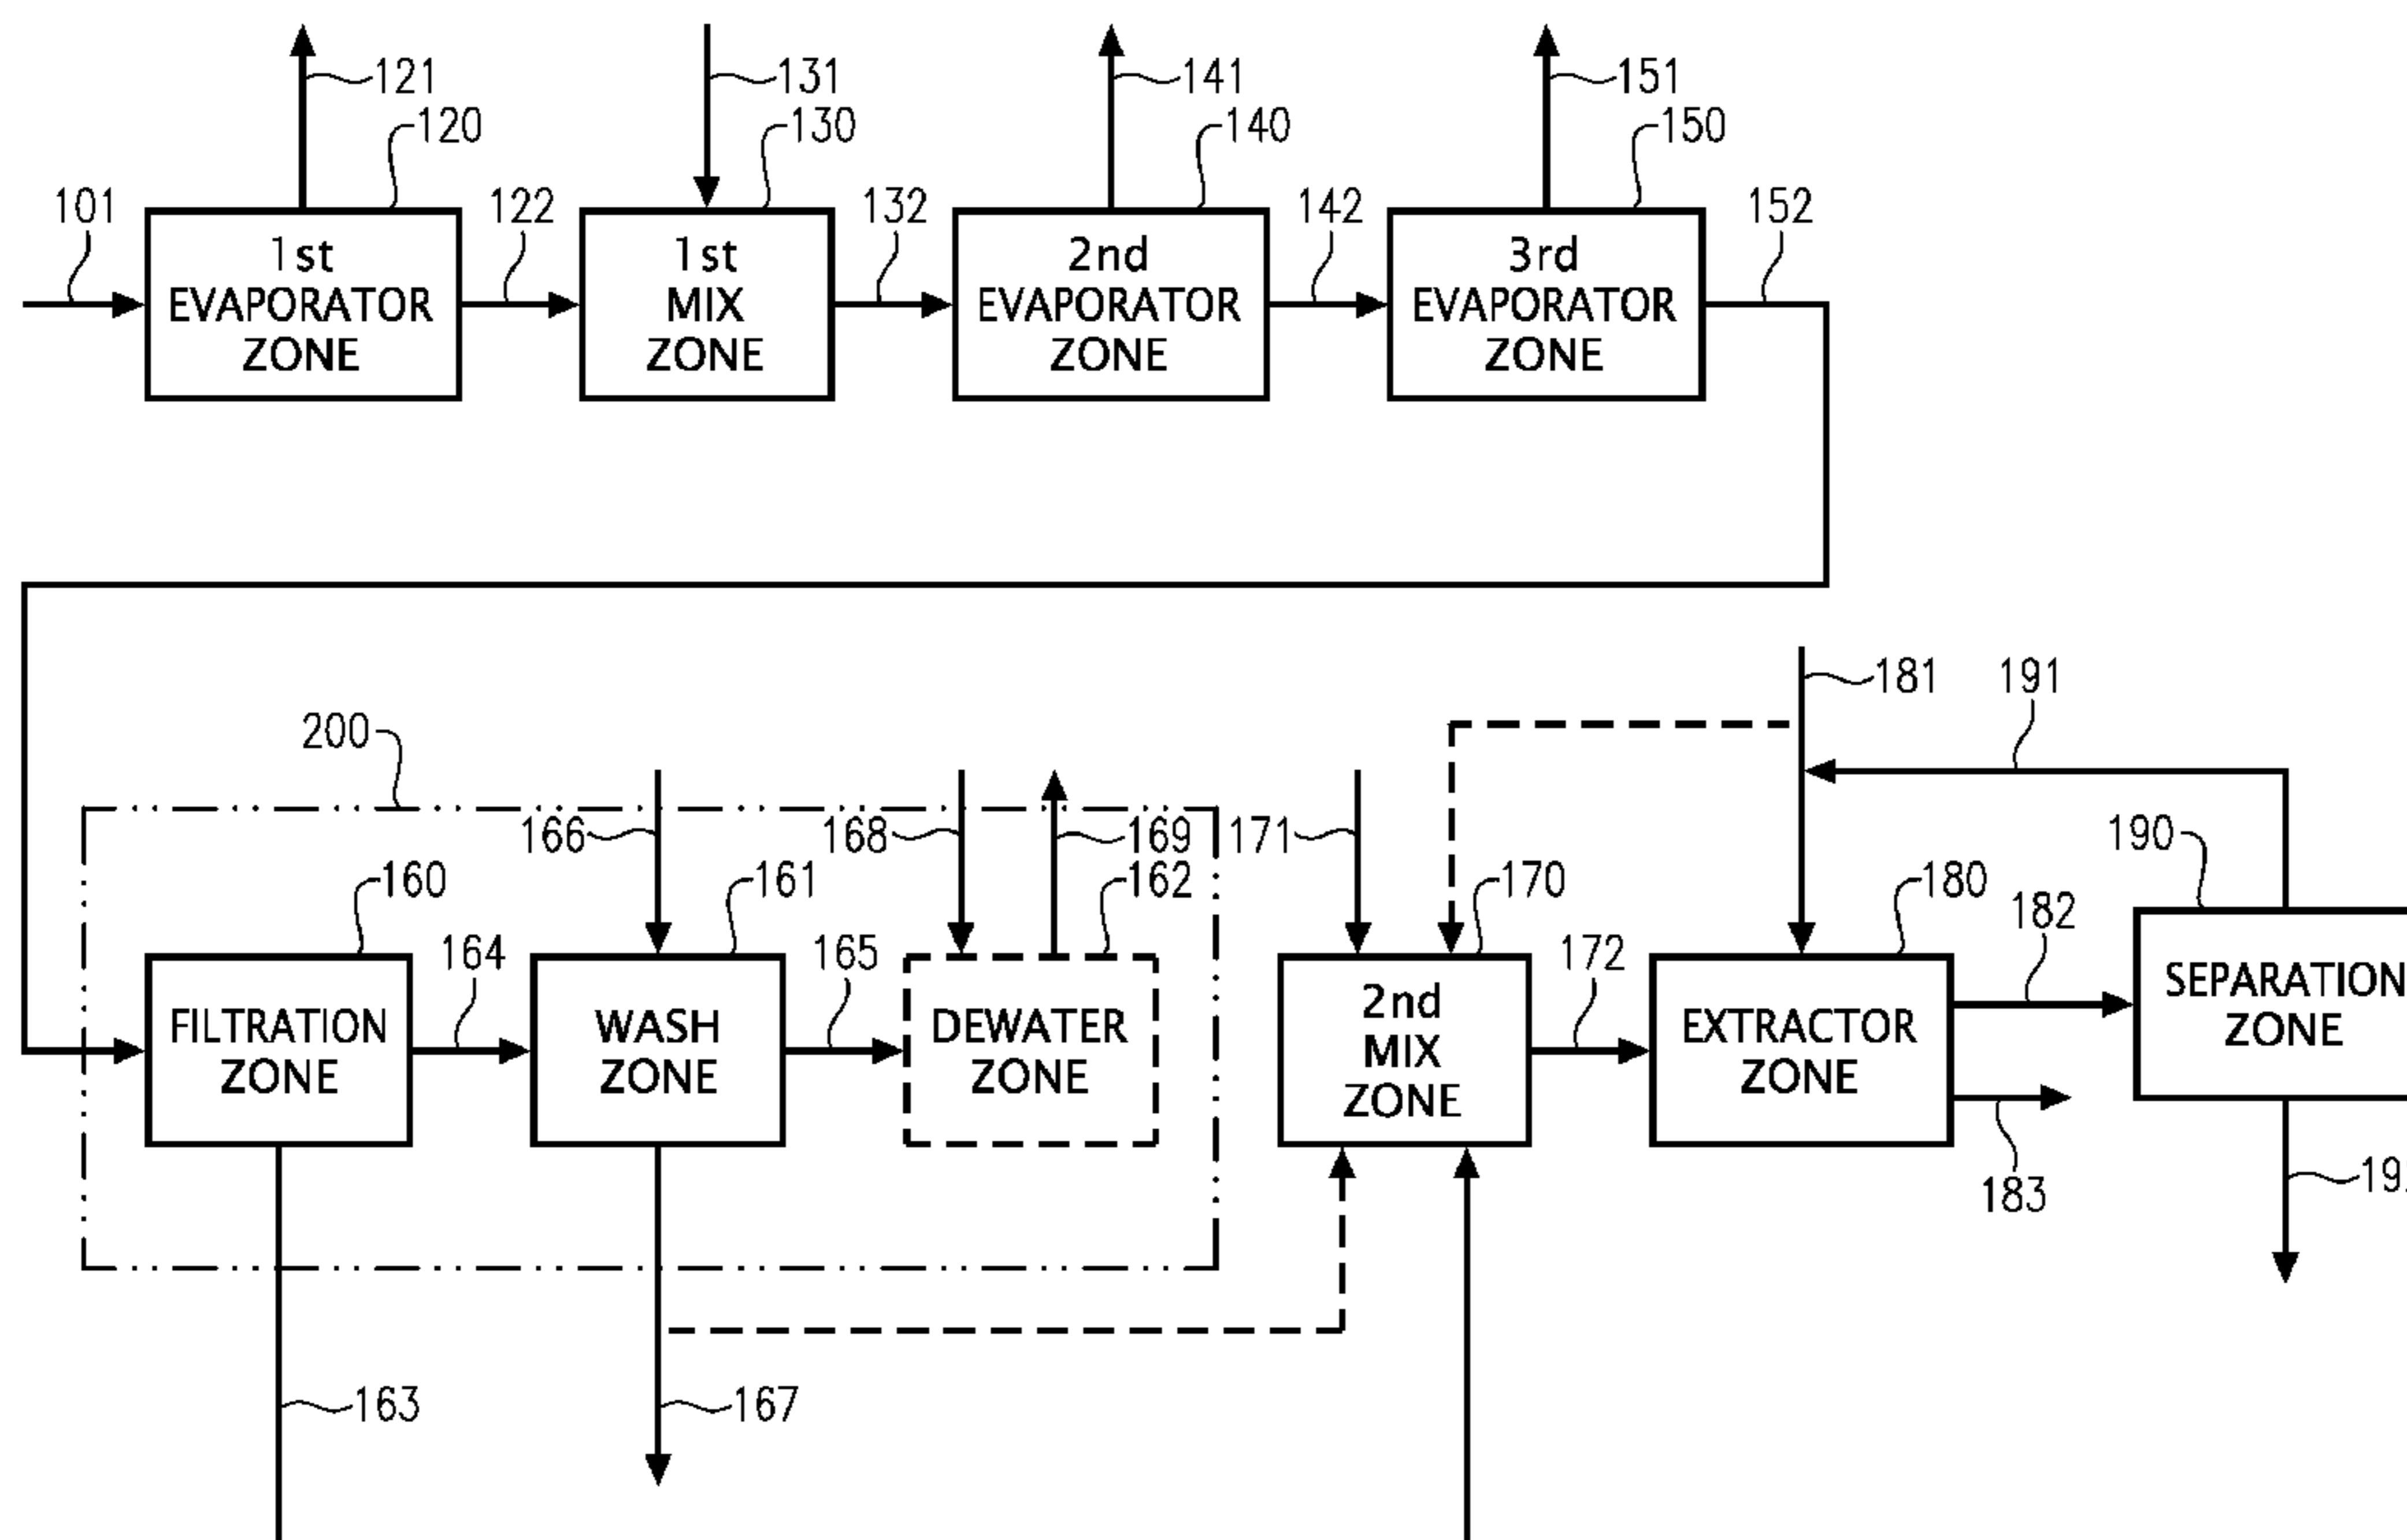 121
131
141
151
120
130
140
150
101
122
132
142
152
1st
EVAPORATOR
ZONE
1st
MIX
ZONE
2nd
EVAPORATOR
ZONE
3rd
EVAPORATOR
ZONE
200
181
191
166
168
169
171
190
160
161
162
170
180
182
164
165
172
FILTRATION
ZONE
WASH
ZONE
DEWATER
ZONE
2nd
MIX
ZONE
EXTRACTOR
ZONE
SEPARATION
ZONE
183
163
167